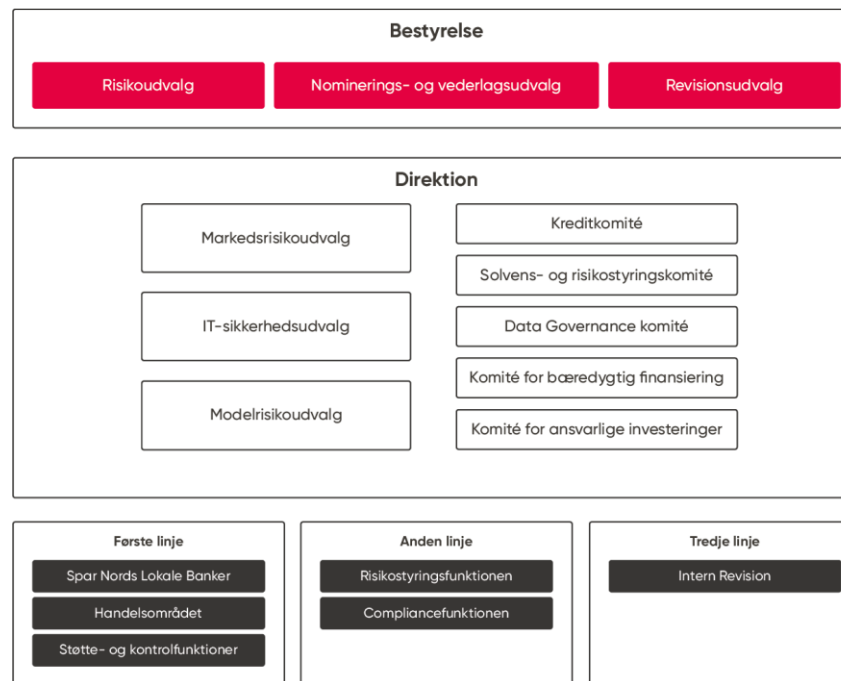 Bestyrelse
Risikoudvalg
Nominerings- og vederlagsudvalg
Revisionsudvalg
Direktion
Markedsrisikoudvalg
IT-sikkerhedsudvalg
Modelrisikoudvalg
Kreditkomité
Solvens- og risikostyringskomité
Data Governance komité
Komité for bæredygtig finansiering
Komité for ansvarlige investeringer
Første linje
Spar Nords Lokale Banker
Handelsområdet
Støtte- og kontrolfunktioner
Anden linje
Risikostyringsfunktionen
Compliancefunktionen
Tredje linje
Intern Revision